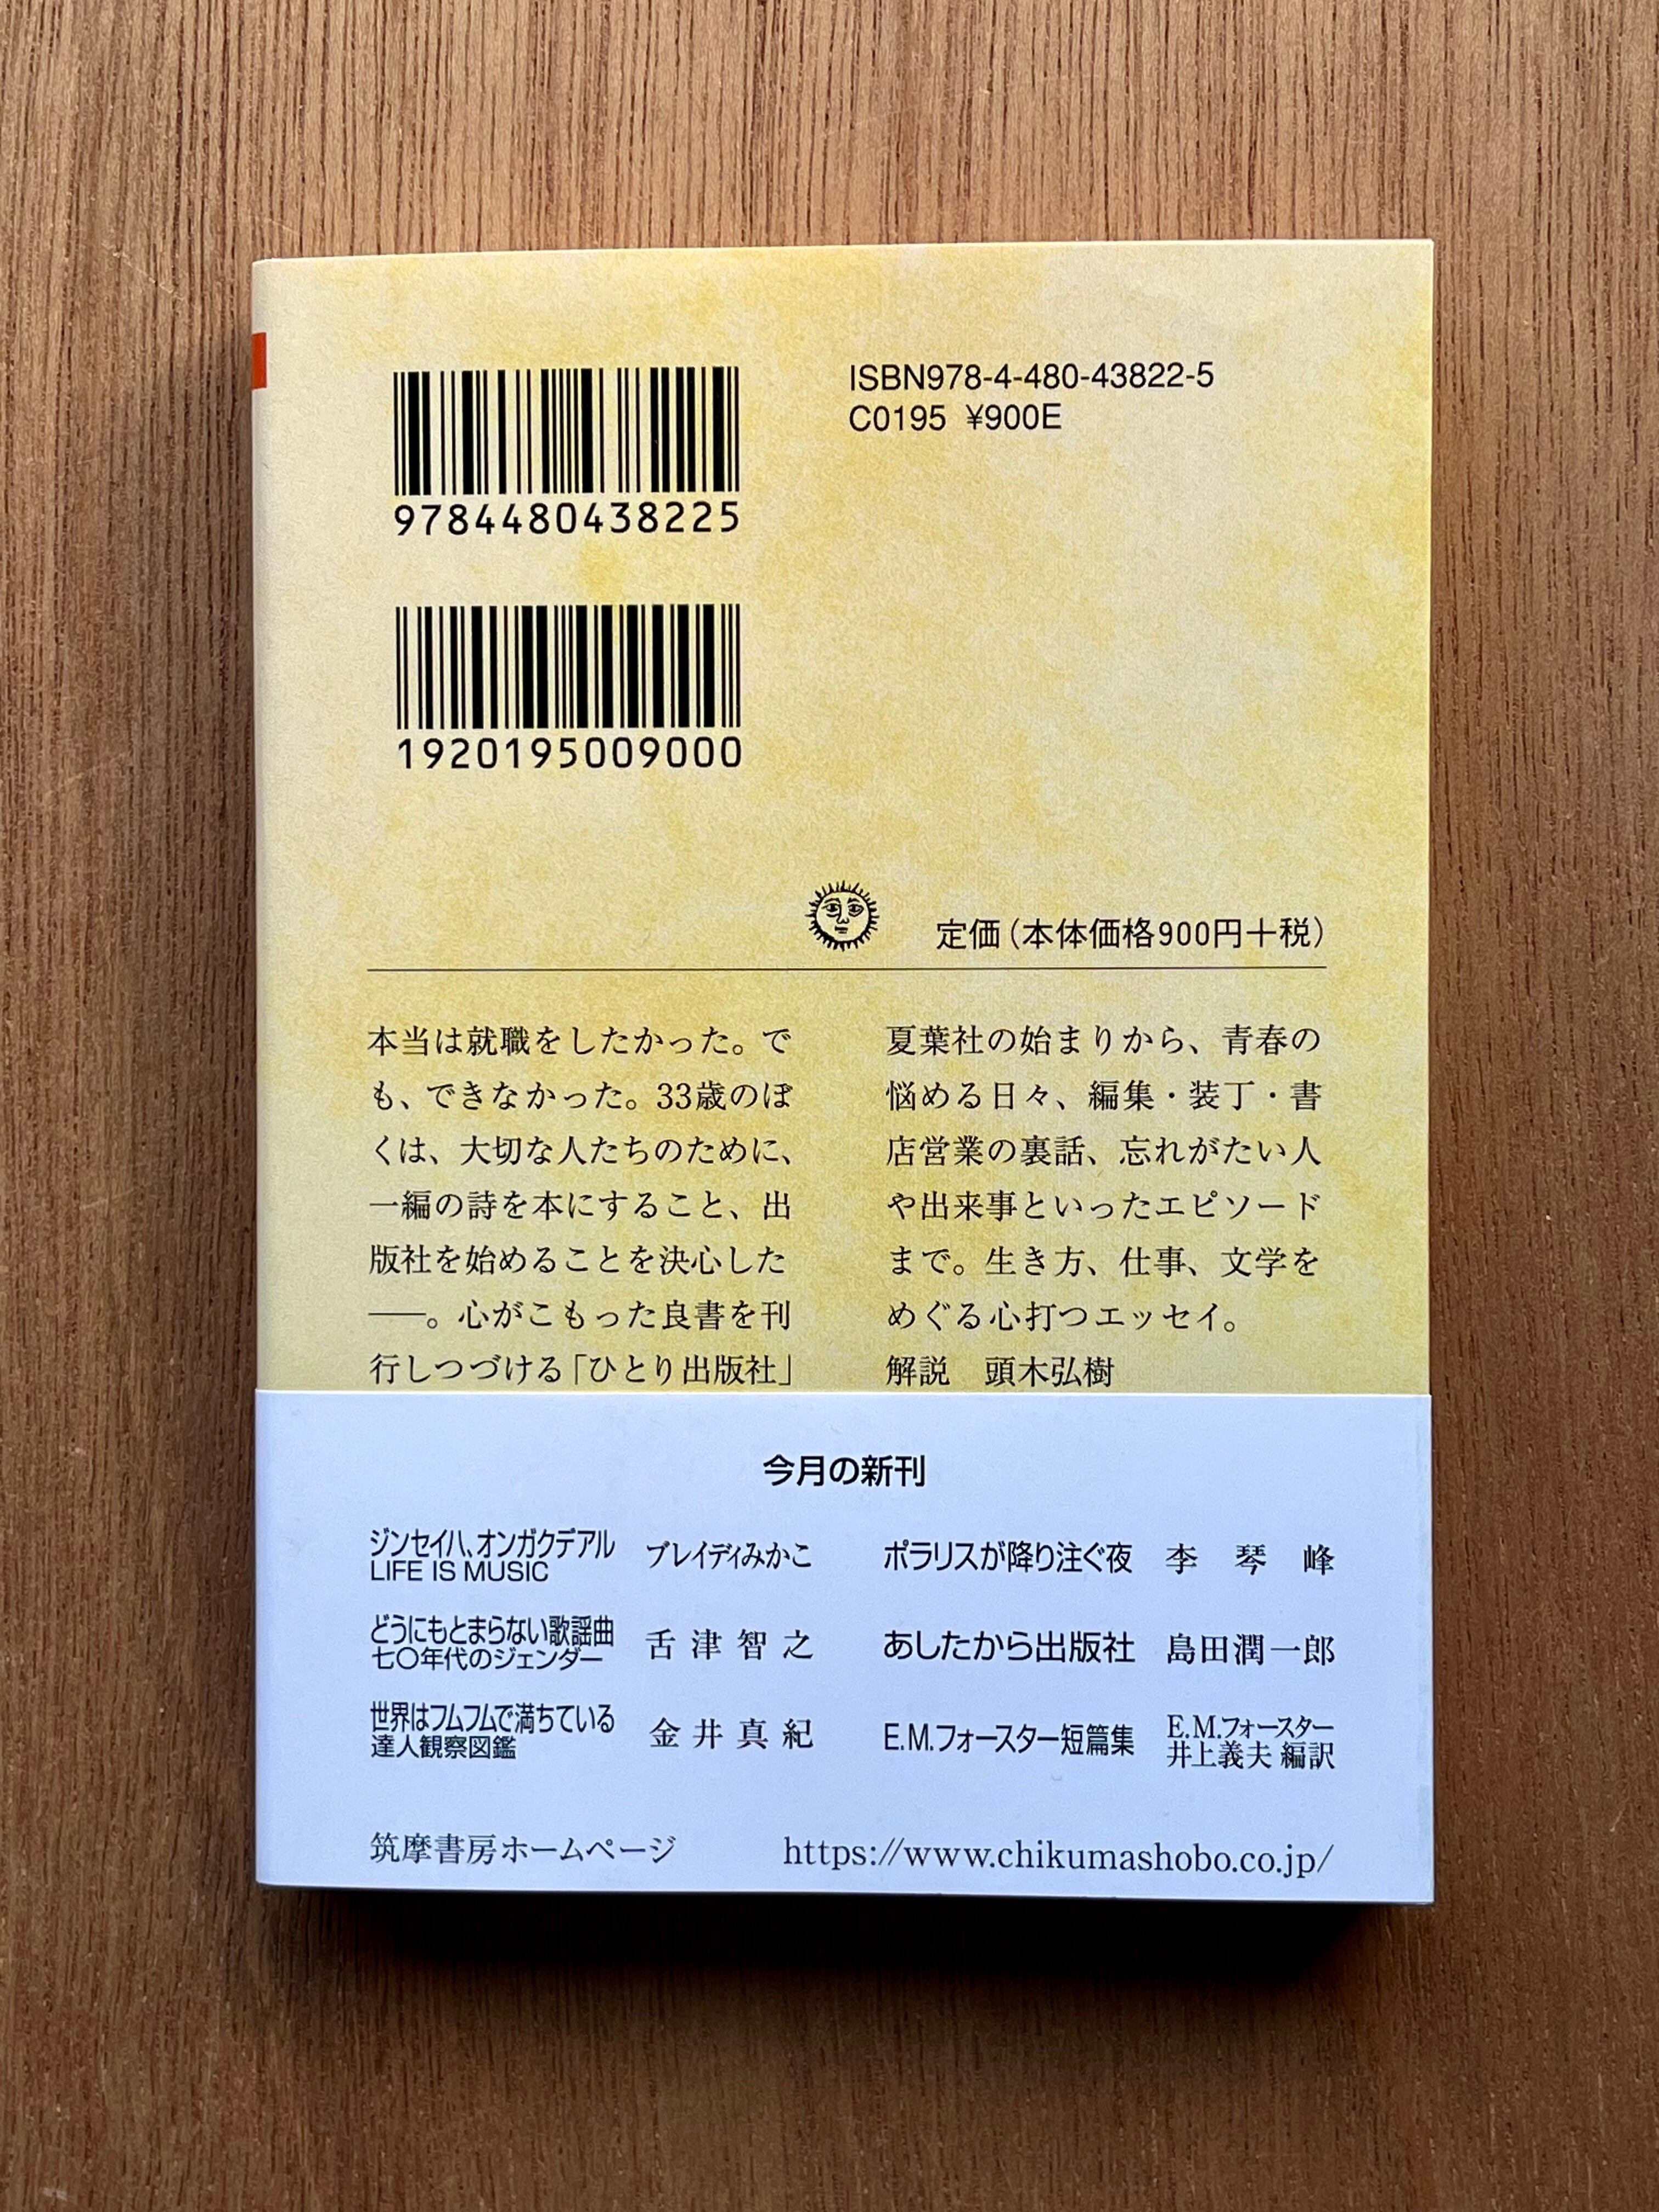 ISBN978-4-480-43822-5
C0195 ¥900E
9784480438225
1920195009000
定価(本体価格900円+税)
本当は就職をしたかった。で
も、できなかった。33歳のぼ
くは、大切な人たちのために、
一編の詩を本にすること、出
版社を始めることを決心した
――。心がこもった良書を刊
行しつづける「ひとり出版社」
夏葉社の始まりから、青春の
悩める日々、編集・装丁・書
店営業の裏話、忘れがたい人
や出来事といったエピソード
まで。生き方、仕事、文学を
めぐる心打つエッセイ。
解説　頭木弘樹
今月の新刊
ジンセイハ、オンガクデアル
LIFE IS MUSIC
ブレイディみかこ
どうにもとまらない歌謡曲
七〇年代のジェンダー
舌津智之
世界はフムフムで満ちている
達人観察図鑑
金井真紀
ポラリスが降り注ぐ夜 李琴峰
あしたから出版社 島田潤一郎
E.M.フォースター短篇集
E.M.フォースター
井上義夫 編訳
筑摩書房ホームページ https://www.chikumashobo.co.jp/